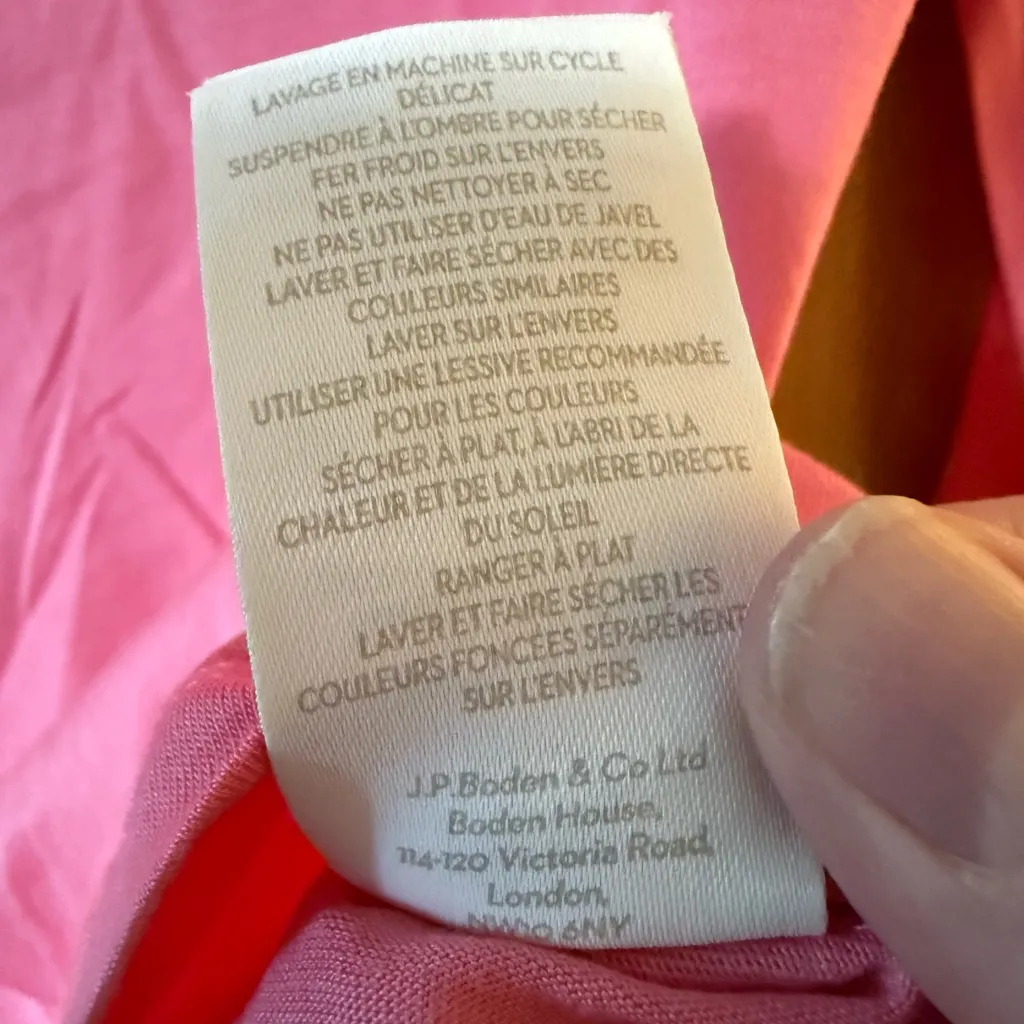 LAVAGE EN MACHINE SUR CYCLE
DÉLICAT
SUSPENDRE À L'OMBRE POUR SÉCHER
FER FROID SUR L'ENVERS
NE PAS NETTOYER À SEC
NE PAS UTILISER D'EAU DE JAVEL
LAVER ET FAIRE SÉCHER AVEC DES
COULEURS SIMILAIRES
LAVER SUR L'ENVERS
UTILISER UNE LESSIVE RECOMMANDÉE
POUR LES COULEURS
SÉCHER À PLAT, À L'ABRI DE LA
CHALEUR ET DE LA LUMIÈRE DIRECTE
DU SOLEIL
RANGER À PLAT
LAVER ET FAIRE SÉCHER LES
COULEURS FONCÉES SÉPARÉMENT
SUR L'ENVERS
J.P.Boden & Co Ltd
Boden House,
114-120 Victoria Road,
London,
6NY